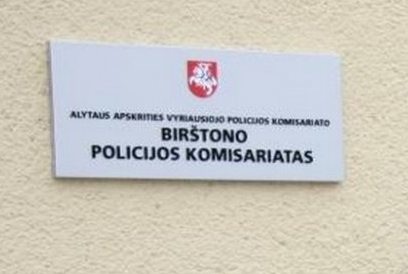 ALYTAUS APSKRITIES VYRIAUSIOJO POLICIJOS KOMISARIATO
BIRŠTONO
POLICIJOS KOMISARIATAS